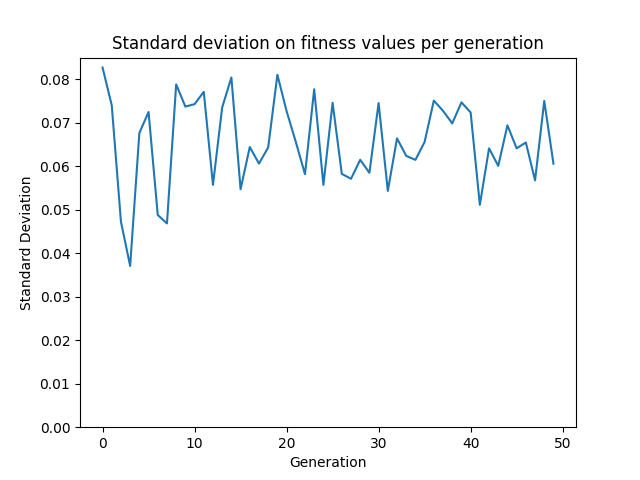 Standard deviation on fitness values per generation
0.08
0.07
0.06
0.05
0.04
0.03
0.02
0.01
0.00
Standard Deviation
0 10 20 30 40 50
Generation